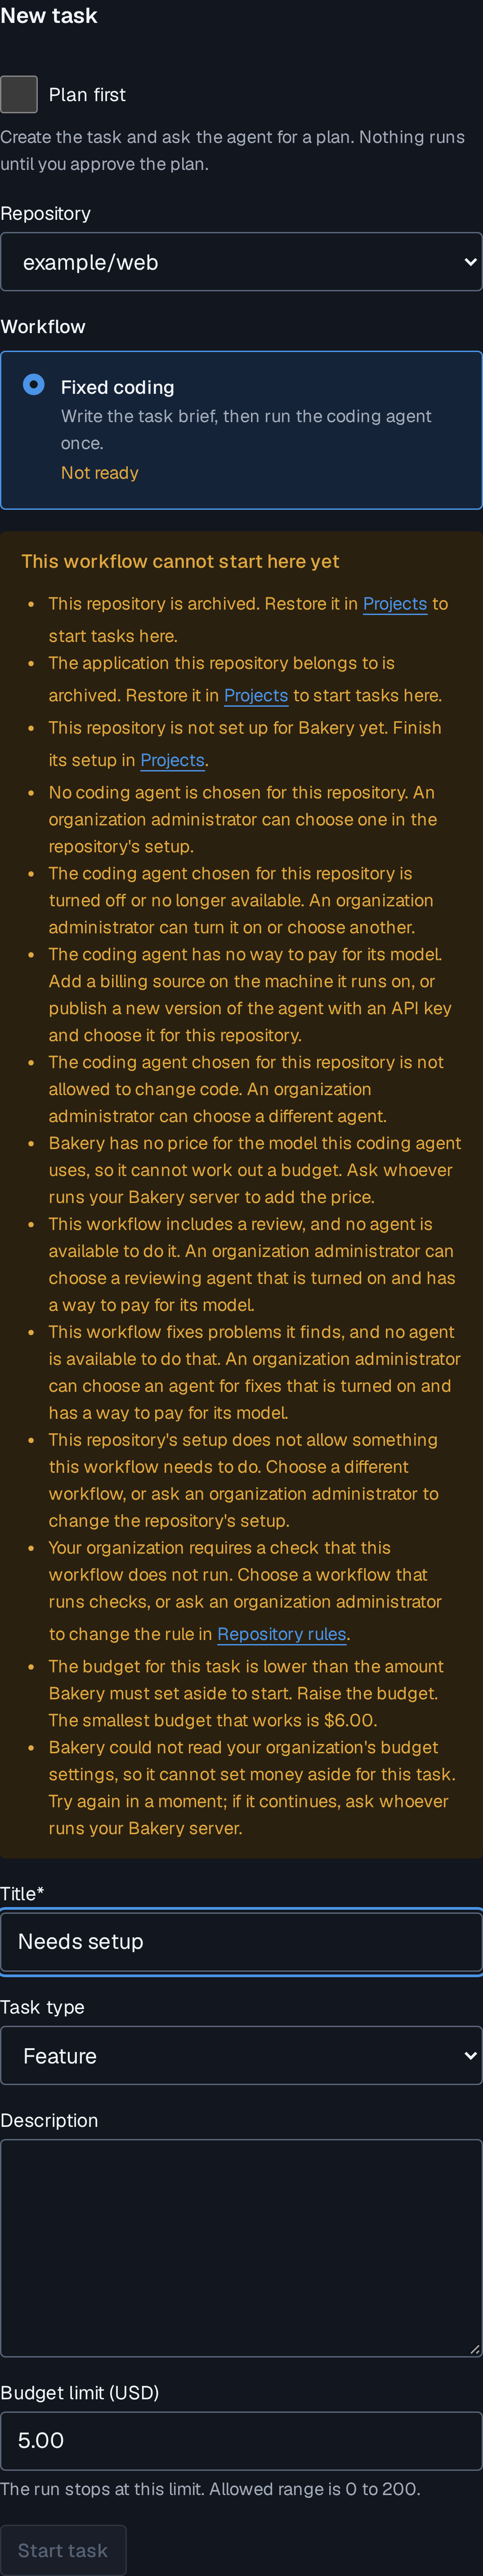 New task
Plan first
Create the task and ask the agent for a plan. Nothing runs
until you approve the plan.
Repository
example/web
Workflow
Fixed coding
Write the task brief, then run the coding agent
once.
Not ready
This workflow cannot start here yet
• This repository is archived. Restore it in Projects to
start tasks here.
• The application this repository belongs to is
archived. Restore it in Projects to start tasks here.
• This repository is not set up for Bakery yet. Finish
its setup in Projects.
• No coding agent is chosen for this repository. An
organization administrator can choose one in the
repository's setup.
• The coding agent chosen for this repository is
turned off or no longer available. An organization
administrator can turn it on or choose another.
• The coding agent has no way to pay for its model.
Add a billing source on the machine it runs on, or
publish a new version of the agent with an API key
and choose it for this repository.
• The coding agent chosen for this repository is not
allowed to change code. An organization
administrator can choose a different agent.
• Bakery has no price for the model this coding agent
uses, so it cannot work out a budget. Ask whoever
runs your Bakery server to add the price.
• This workflow includes a review, and no agent is
available to do it. An organization administrator can
choose a reviewing agent that is turned on and has
a way to pay for its model.
• This workflow fixes problems it finds, and no agent
is available to do that. An organization administrator
can choose an agent for fixes that is turned on and
has a way to pay for its model.
• This repository's setup does not allow something
this workflow needs to do. Choose a different
workflow, or ask an organization administrator to
change the repository's setup.
• Your organization requires a check that this
workflow does not run. Choose a workflow that
runs checks, or ask an organization administrator
to change the rule in Repository rules.
• The budget for this task is lower than the amount
Bakery must set aside to start. Raise the budget.
The smallest budget that works is $6.00.
• Bakery could not read your organization's budget
settings, so it cannot set money aside for this task.
Try again in a moment; if it continues, ask whoever
runs your Bakery server.
Title*
Needs setup
Task type
Feature
Description
Budget limit (USD)
5.00
The run stops at this limit. Allowed range is 0 to 200.
Start task